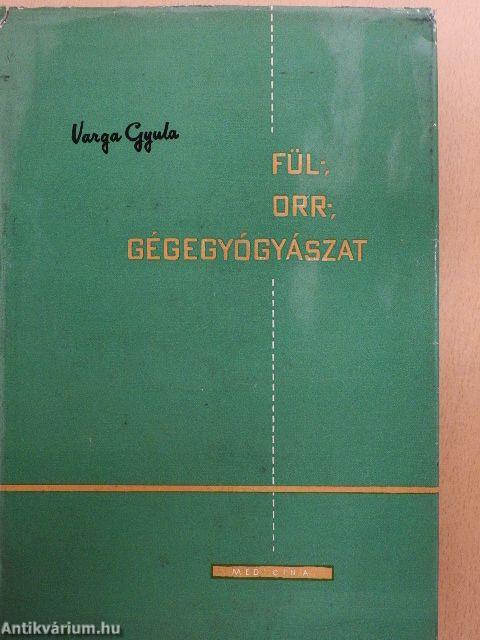 Varga Gyula
FÜL-,
ORR-,
GÉGEGYÓGYÁSZAT
MEDICINA
Antikvárium.hu